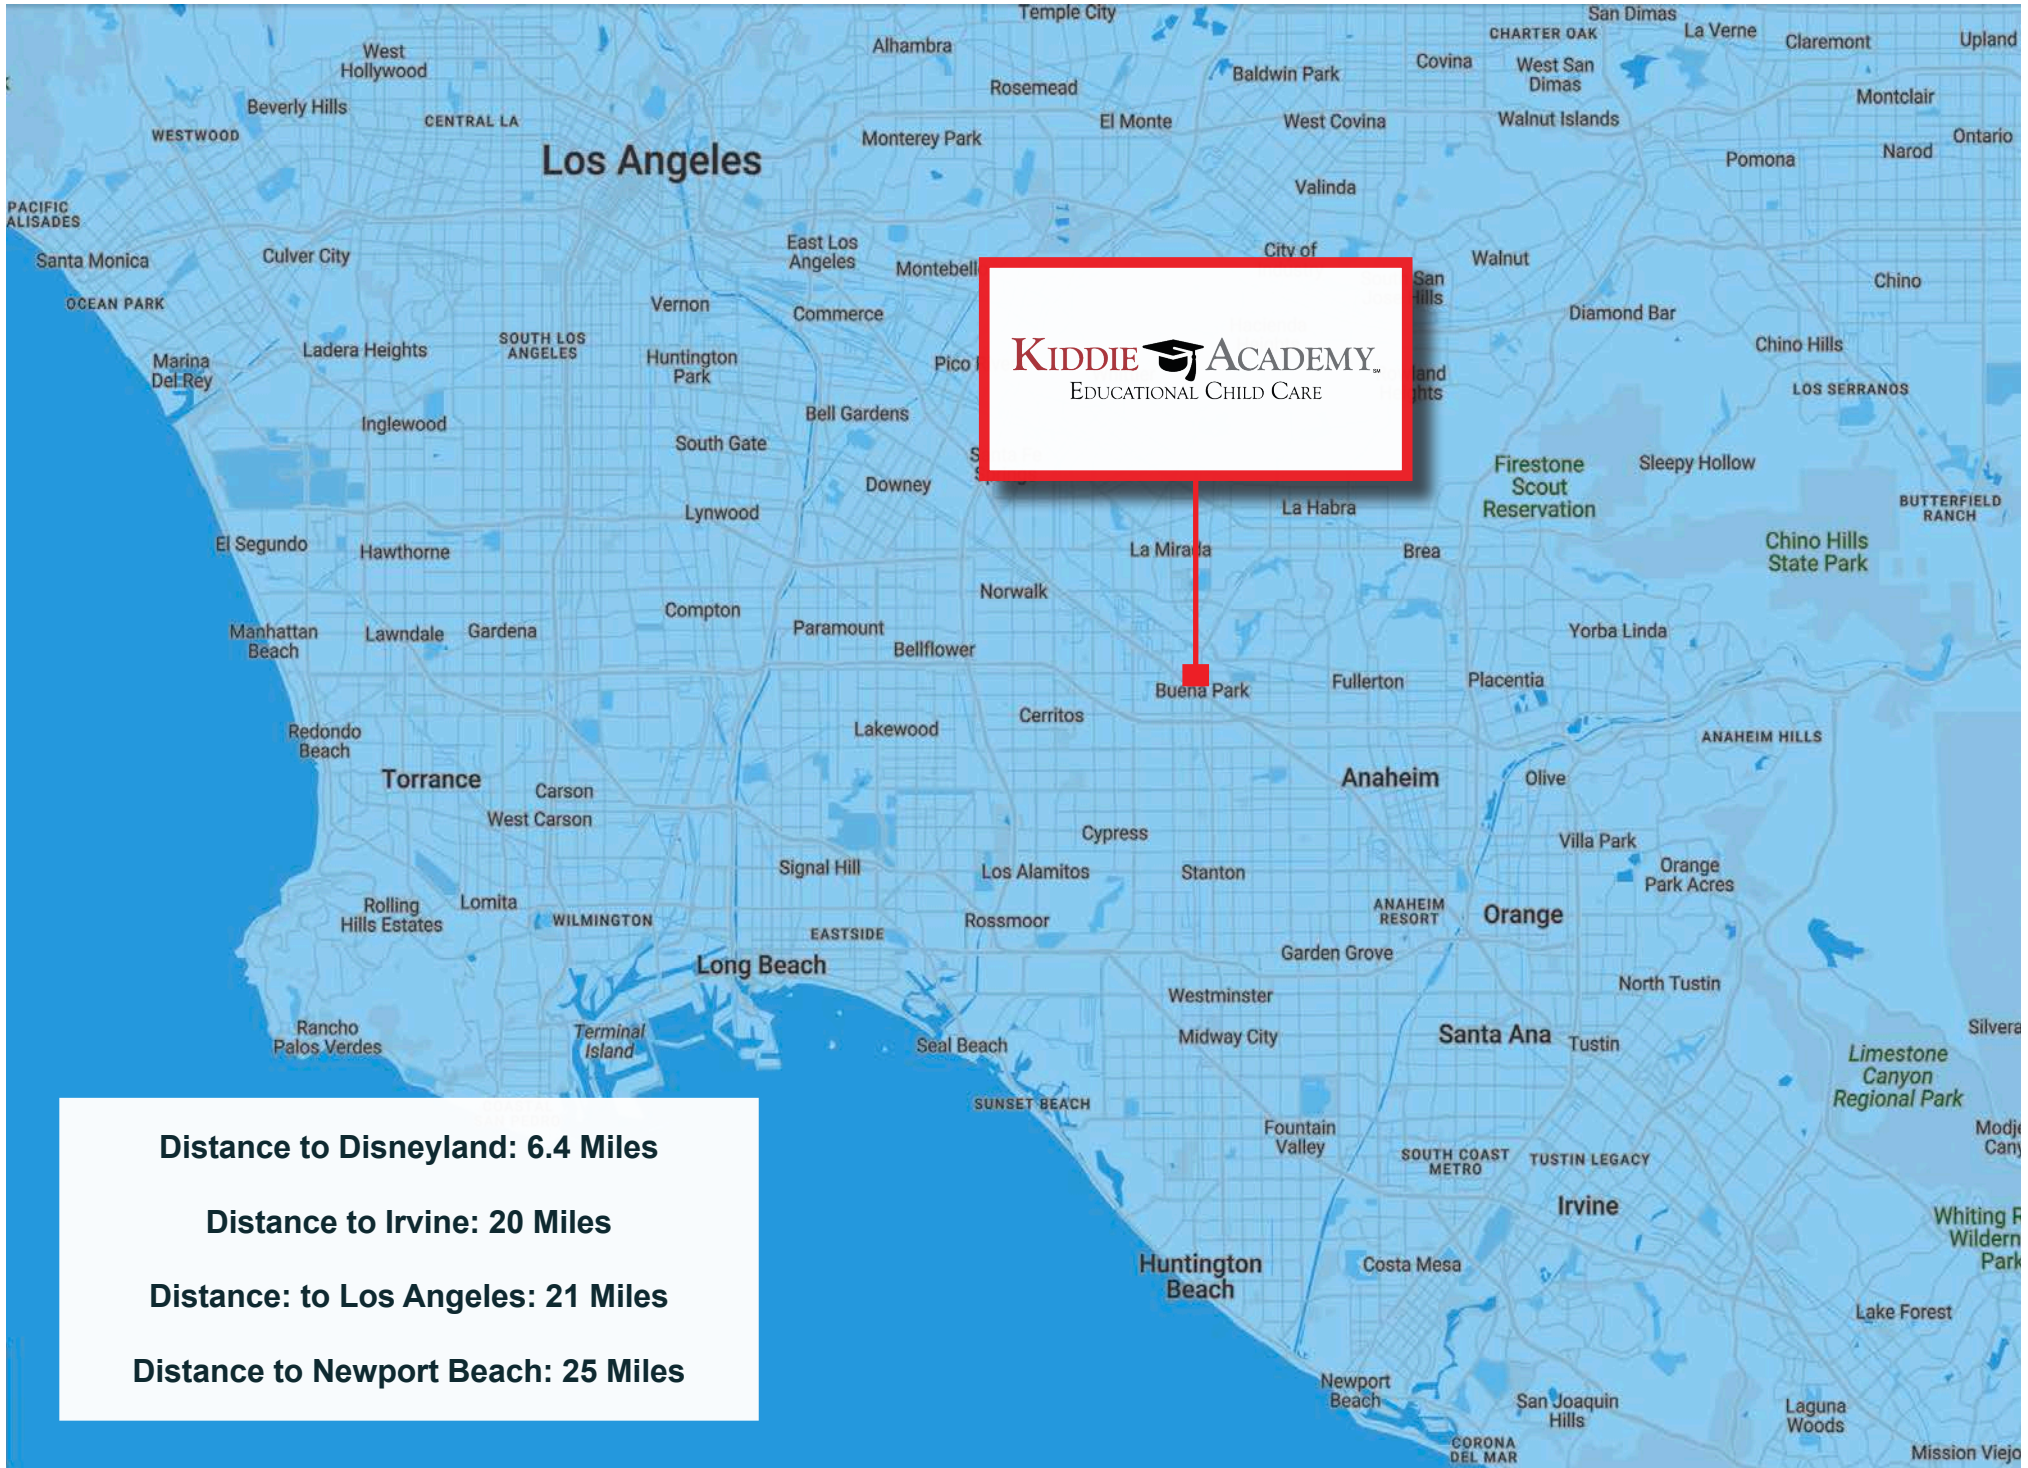 Temple City
San Dimas
La Verne
Claremont
Upland
CHARTER OAK
West
Hollywood
Alhambra
Covina
West San
Dimas
Baldwin Park
Rosemead
Montclair
Beverly Hills
CENTRAL LA
WESTWOOD
El Monte
West Covina
Walnut Islands
Monterey Park
Ontario
Los Angeles
Narod
Pomona
Valinda
PACIFIC
ALISADES
Santa Monica
Culver City
East Los
Angeles
Montebell
City of
Walnut
San
Hills
Chino
OCEAN PARK
Vernon
Commerce
Diamond Bar
SOUTH LOS
ANGELES
Ladera Heights
Marina
Del Rey
Huntington
Park
Pico
KIDDIE ACADEMY SM
EDUCATIONAL CHILD CARE
Chino Hills
LOS SERRANOS
Inglewood
Bell Gardens
South Gate
Downey
Firestone
Scout
Reservation
Sleepy Hollow
BUTTERFIELD
RANCH
Lynwood
La Habra
El Segundo
Hawthorne
La Mirada
Brea
Chino Hills
State Park
Norwalk
Compton
Manhattan
Beach
Lawndale
Gardena
Paramount
Bellflower
Yorba Linda
Buena Park
Fullerton
Placentia
Redondo
Beach
Lakewood
Cerritos
ANAHEIM HILLS
Torrance
Carson
West Carson
Anaheim
Olive
Cypress
Villa Park
Signal Hill
Los Alamitos
Stanton
Orange
Park Acres
Rolling
Hills Estates
Lomita
WILMINGTON
EASTSIDE
Rossmoor
ANAHEIM
RESORT
Orange
Long Beach
Garden Grove
North Tustin
Westminster
Rancho
Palos Verdes
Terminal
Island
Seal Beach
Midway City
Santa Ana
Tustin
Silvera
Limestone
Canyon
Regional Park
SUNSET BEACH
Fountain
Valley
SOUTH COAST
METRO
TUSTIN LEGACY
Modje
Cany
Irvine
Whiting R
Wildern
Park
Huntington
Beach
Costa Mesa
Lake Forest
Newport
Beach
San Joaquin
Hills
Laguna
Woods
CORONA
DEL MAR
Mission Viejo
Distance to Disneyland: 6.4 Miles
Distance to Irvine: 20 Miles
Distance: to Los Angeles: 21 Miles
Distance to Newport Beach: 25 Miles